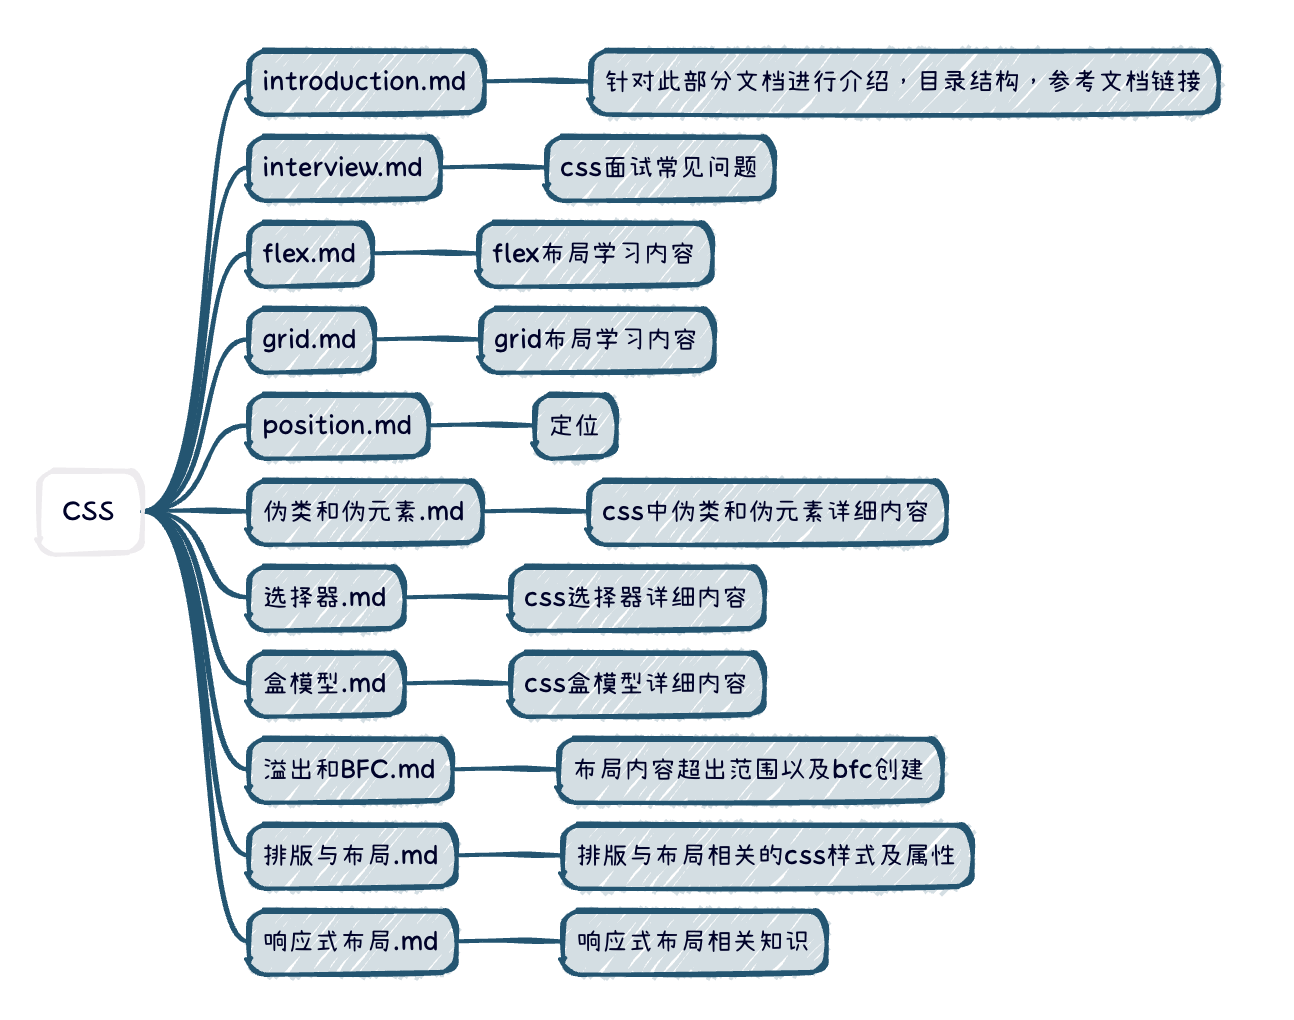 CSS
introduction.md
针对此部分文档进行介绍，目录结构，参考文档链接
interview.md
css面试常见问题
flex.md
flex布局学习内容
grid.md
grid布局学习内容
position.md
定位
伪类和伪元素.md
css中伪类和伪元素详细内容
选择器.md
css选择器详细内容
盒模型.md
css盒模型详细内容
溢出和BFC.md
布局内容超出范围以及bfc创建
排版与布局.md
排版与布局相关的css样式及属性
响应式布局.md
响应式布局相关知识